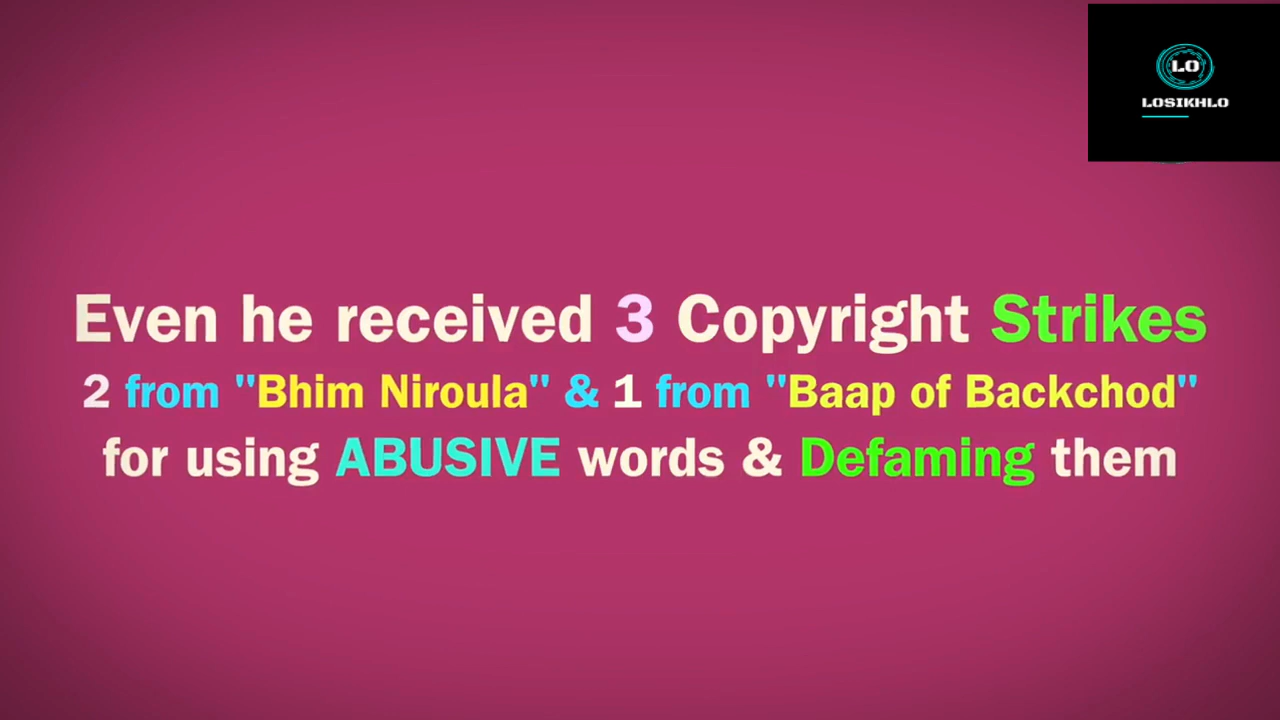 LO
LOSIKHLO
Even he received 3 Copyright Strikes
2 from "Bhim Niroula" & 1 from "Baap of Backchod"
for using ABUSIVE words & Defaming them